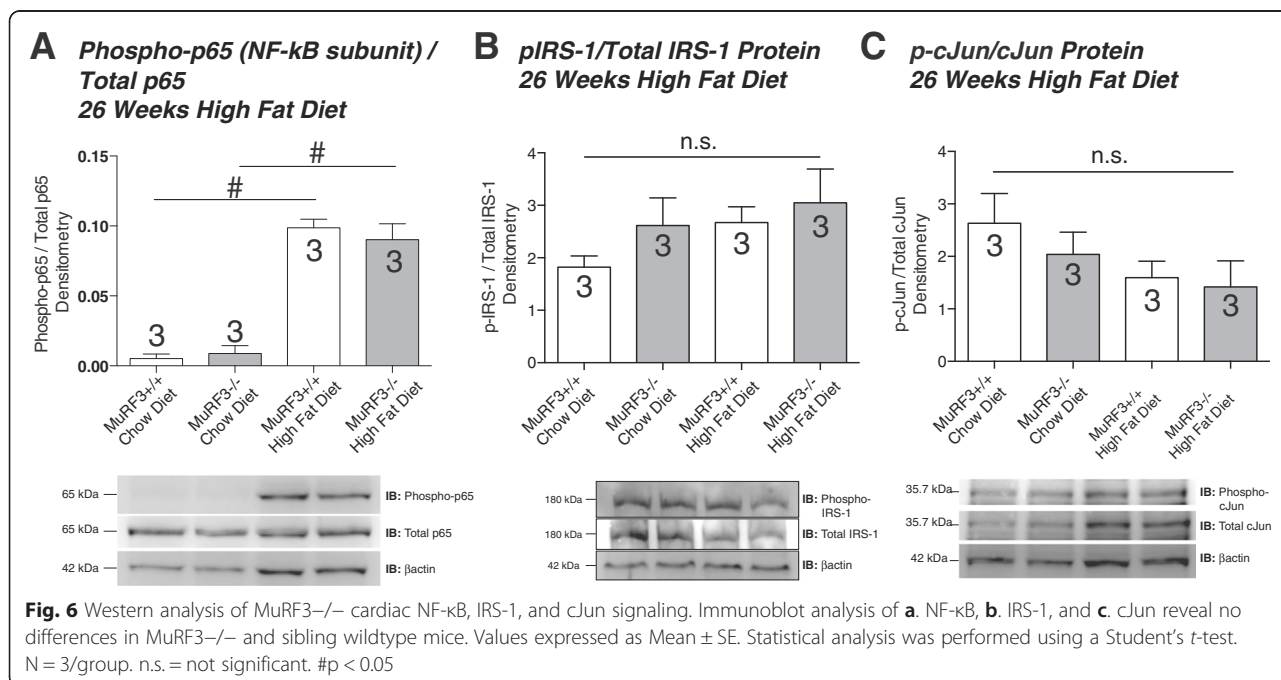 A Phospho-p65 (NF-kB subunit) /
Total p65
26 Weeks High Fat Diet
Phospho-p65 / Total p65
Densitometry
0.15
0.10
0.05
0.00
#
#
3
3
3
3
MuRF3+/+
Chow Diet
MuRF3-/-
Chow Diet
MuRF3+/+
High Fat Diet
MuRF3-/-
High Fat Diet
65 kDa
IB: Phospho-p65
65 kDa
IB: Total p65
42 kDa
IB: βactin
B pIRS-1/Total IRS-1 Protein
26 Weeks High Fat Diet
p-IRS-1 / Total IRS-1
Densitometry
4
3
2
1
0
n.s.
3
3
3
3
MuRF3+/+
Chow Diet
MuRF3-/-
Chow Diet
MuRF3+/+
High Fat Diet
MuRF3-/-
High Fat Diet
180 kDa
IB: Phospho-
IRS-1
180 kDa
IB: Total IRS-1
42 kDa
IB: βactin
C p-cJun/cJun Protein
26 Weeks High Fat Diet
p-cJun /Total cJun
Densitometry
4
3
2
1
0
n.s.
3
3
3
3
MuRF3+/+
Chow Diet
MuRF3-/-
Chow Diet
MuRF3+/+
High Fat Diet
MuRF3-/-
High Fat Diet
35.7 kDa
IB: Phospho-
cJun
35.7 kDa
IB: Total cJun
42 kDa
IB: βactin
Fig. 6 Western analysis of MuRF3−/− cardiac NF-κB, IRS-1, and cJun signaling. Immunoblot analysis of a. NF-κB, b. IRS-1, and c. cJun reveal no
differences in MuRF3−/− and sibling wildtype mice. Values expressed as Mean ± SE. Statistical analysis was performed using a Student's t-test.
N = 3/group. n.s. = not significant. #p < 0.05